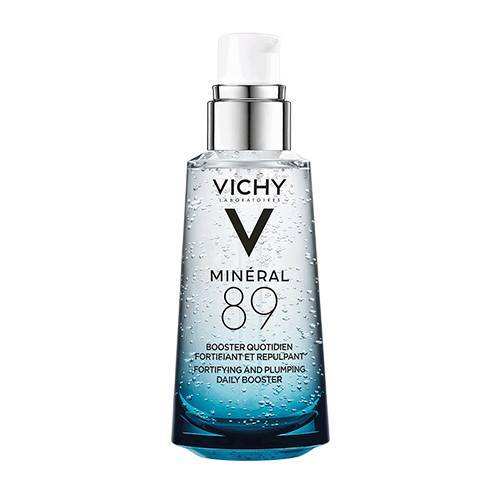 VICHY
LABORATOIRES
V
MINÉRAL
89
BOOSTER QUOTIDIEN
FORTIFIANT ET REPULPANT
FORTIFYING AND PLUMPING
DAILY BOOSTER